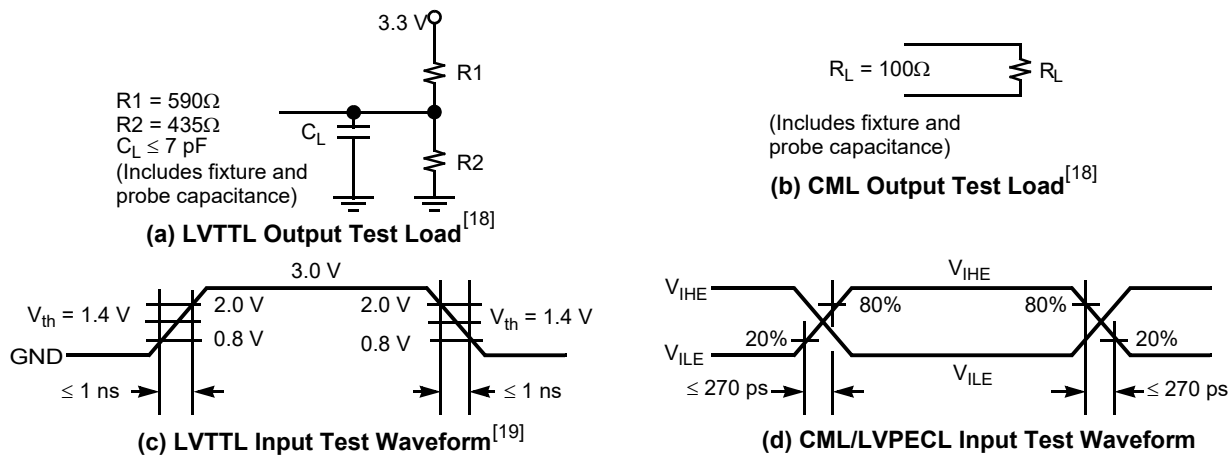 3.3 V
R1
R1 = 590Ω
R2 = 435Ω
C_L ≤ 7 pF
(Includes fixture and
probe capacitance)
C_L
R2
(a) LVTTL Output Test Load[18]
R_L = 100Ω
R_L
(Includes fixture and
probe capacitance)
(b) CML Output Test Load[18]
3.0 V
V_th = 1.4 V
2.0 V
0.8 V
2.0 V
0.8 V
V_th = 1.4 V
GND
≤ 1 ns
≤ 1 ns
(c) LVTTL Input Test Waveform[19]
V_IHE
V_IHE
80%
80%
20%
20%
V_ILE
V_ILE
≤ 270 ps
≤ 270 ps
(d) CML/LVPECL Input Test Waveform